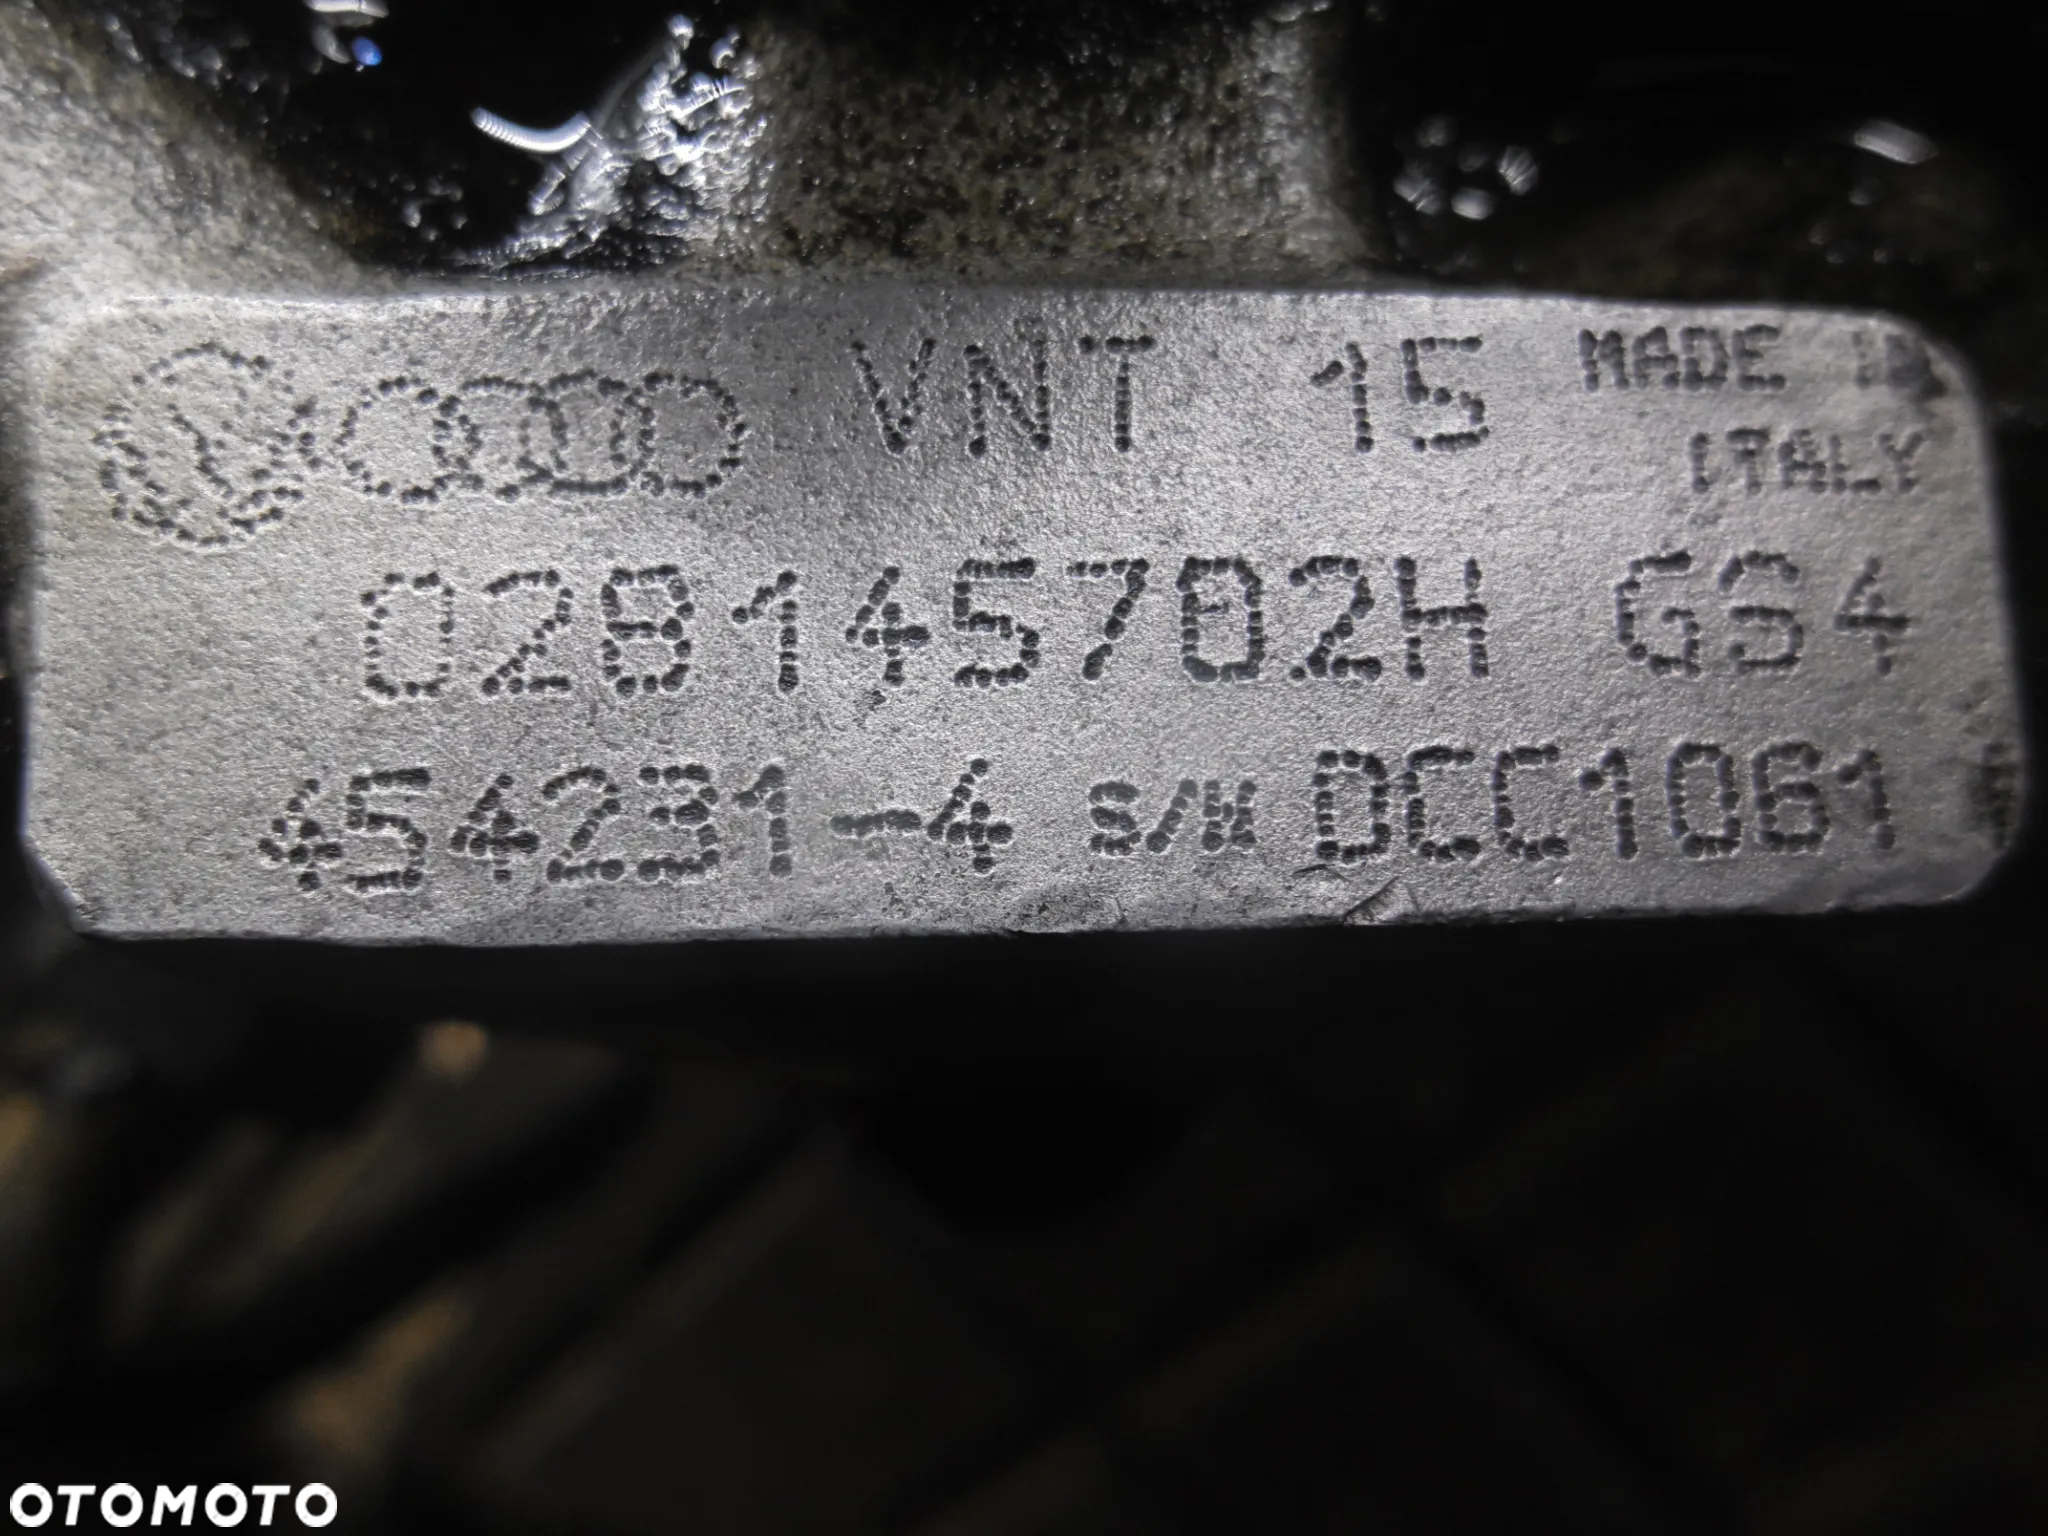 VNT 15 MADE IN
ITALY
028145702H GS4
454231-4 S/N DCC1061
OTOMOTO